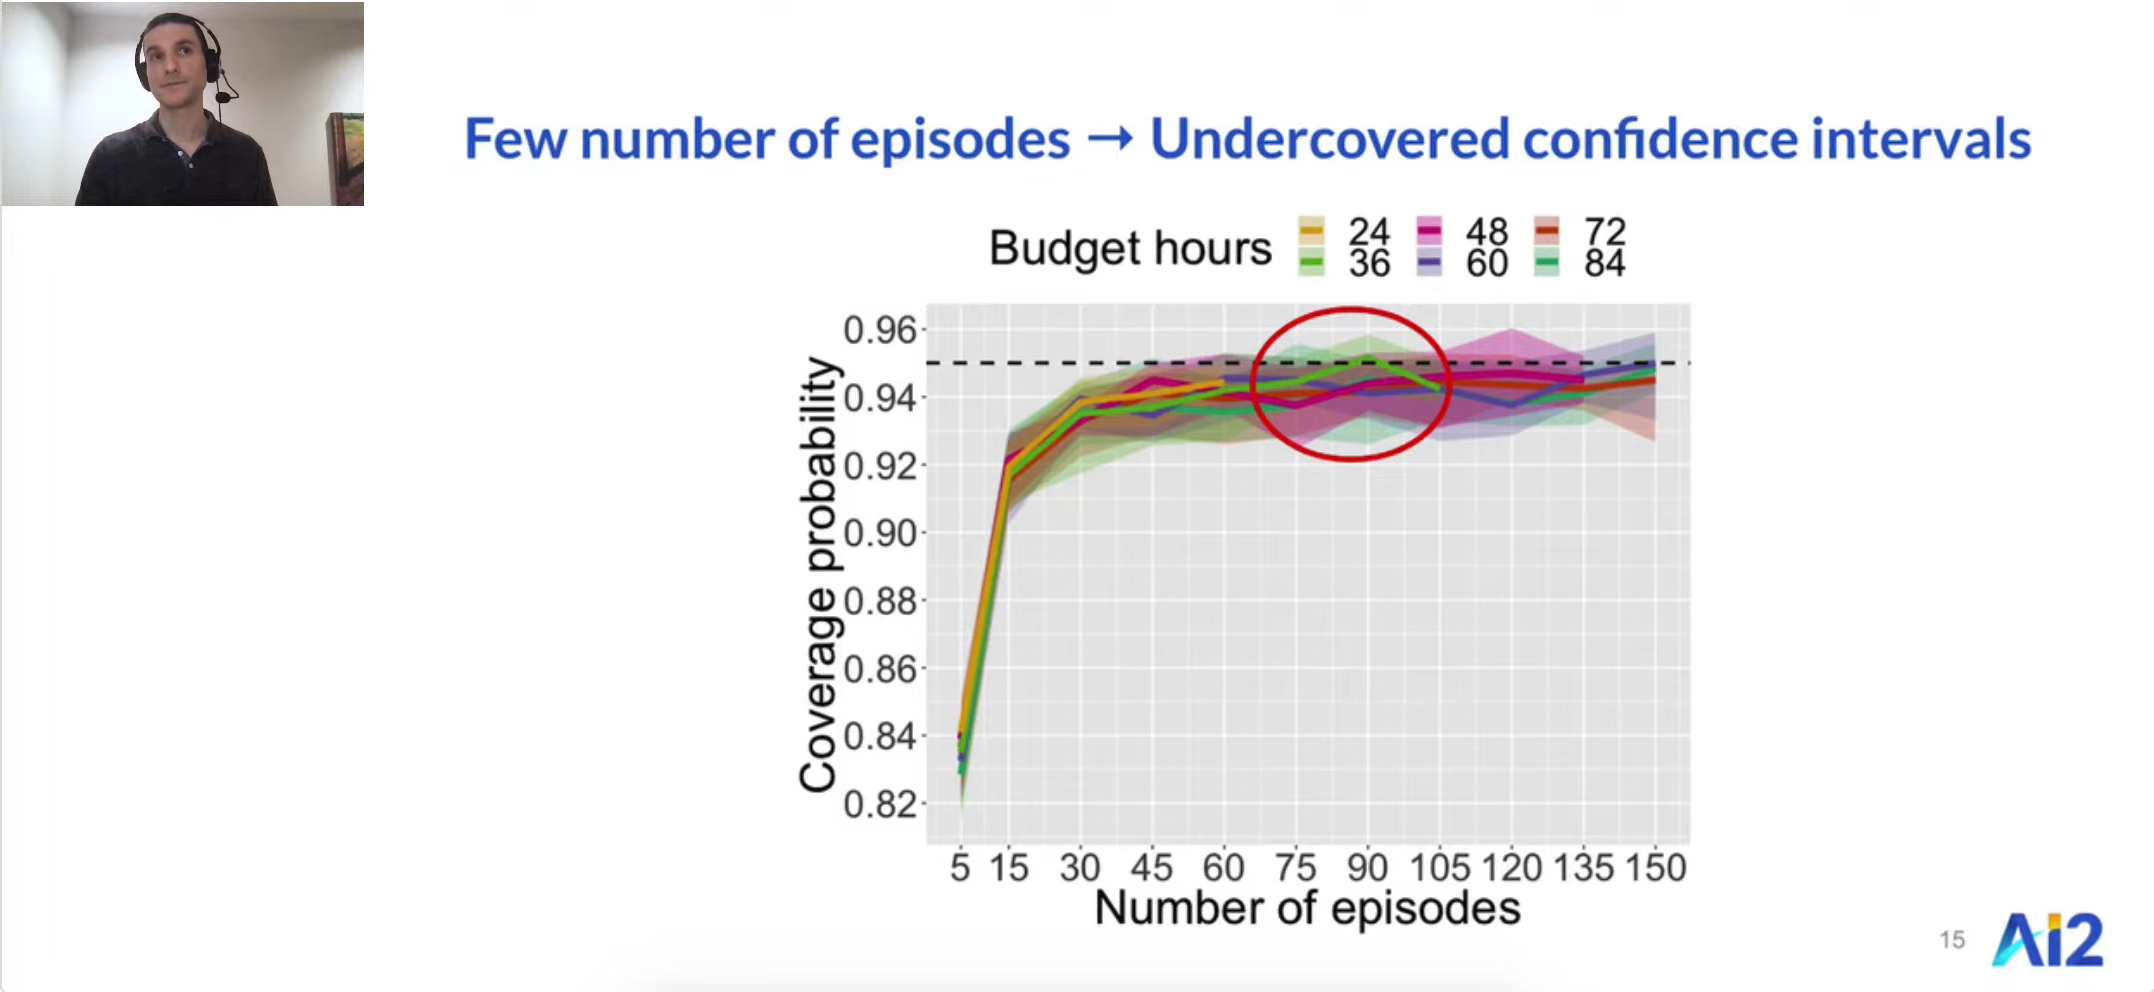 Few number of episodes → Undercovered confidence intervals
Budget hours
24 48 72
36 60 84
Coverage probability
0.96
0.94
0.92
0.90
0.88
0.86
0.84
0.82
5 15 30 45 60 75 90 105 120 135 150
Number of episodes
15
Ai2